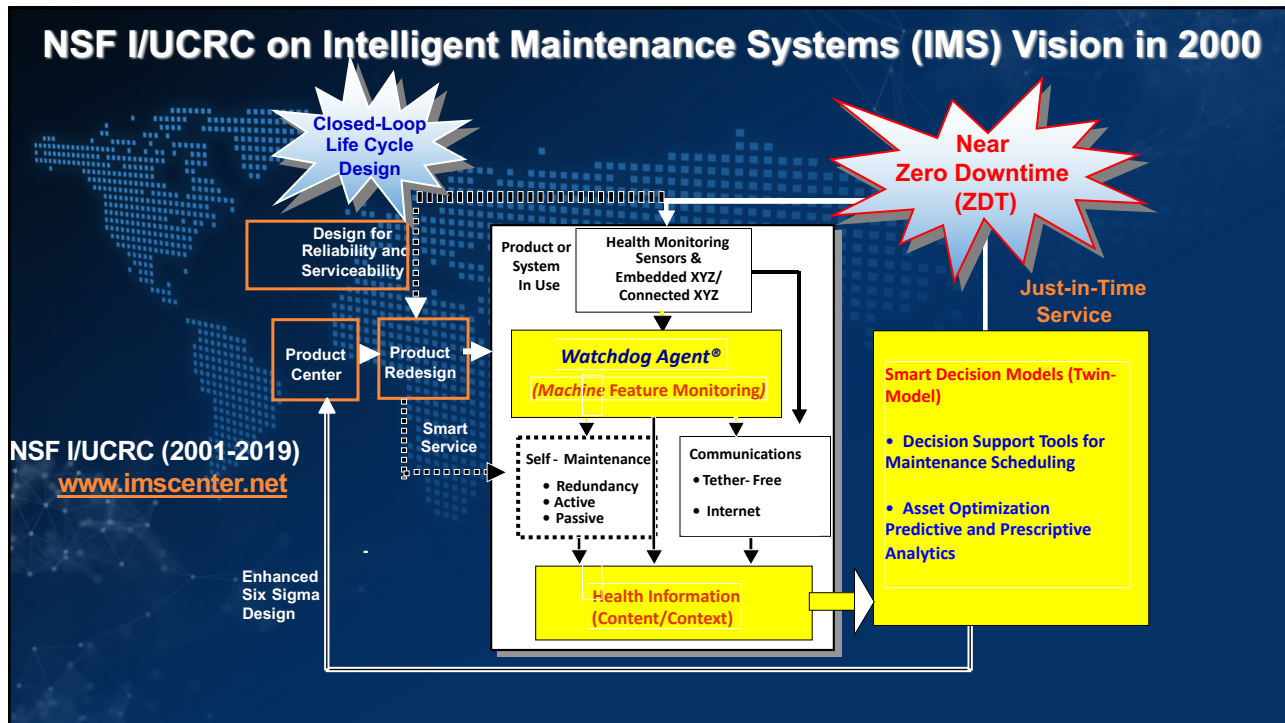 NSF I/UCRC on Intelligent Maintenance Systems (IMS) Vision in 2000
Closed-Loop
Life Cycle
Design
Near
Zero Downtime
(ZDT)
Design for
Reliability and
Serviceability
Product or
System
In Use
Health Monitoring
Sensors &
Embedded XYZ/
Connected XYZ
Just-in-Time
Service
Product
Center
Product
Redesign
Watchdog Agent®
(Machine Feature Monitoring)
Smart Decision Models (Twin-
Model)
• Decision Support Tools for
Maintenance Scheduling
• Asset Optimization
Predictive and Prescriptive
Analytics
Smart
Service
NSF I/UCRC (2001-2019)
www.imscenter.net
Self - Maintenance
• Redundancy
• Active
• Passive
Communications
• Tether- Free
• Internet
-
Enhanced
Six Sigma
Design
Health Information
(Content/Context)